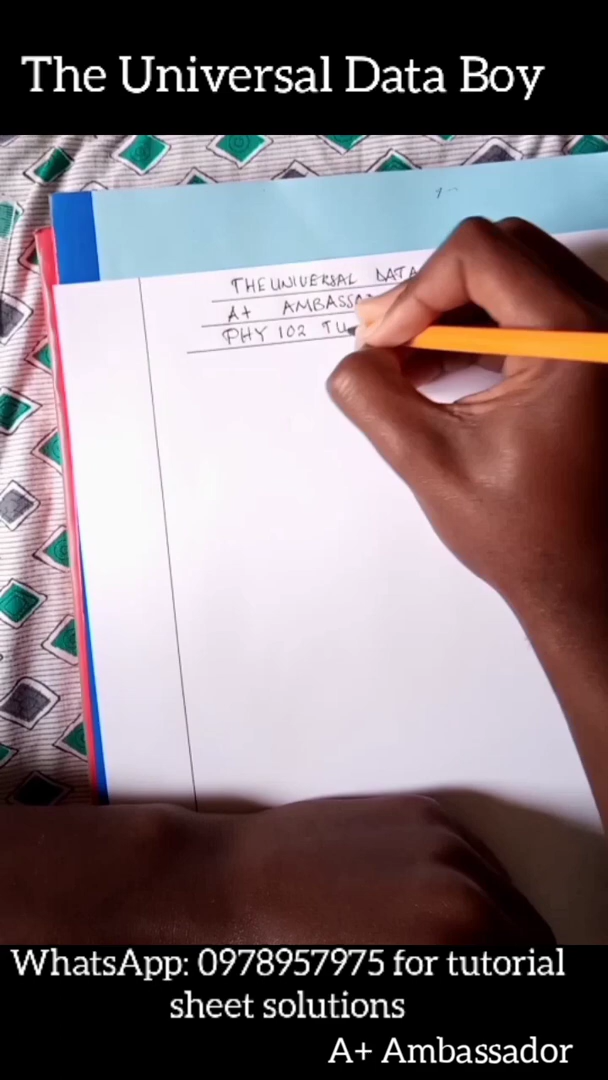 The Universal Data Boy
THE UNIVERSAL DATA
A+ AMBASSA
PHY 102 TU
WhatsApp: 0978957975 for tutorial
sheet solutions
A+ Ambassador